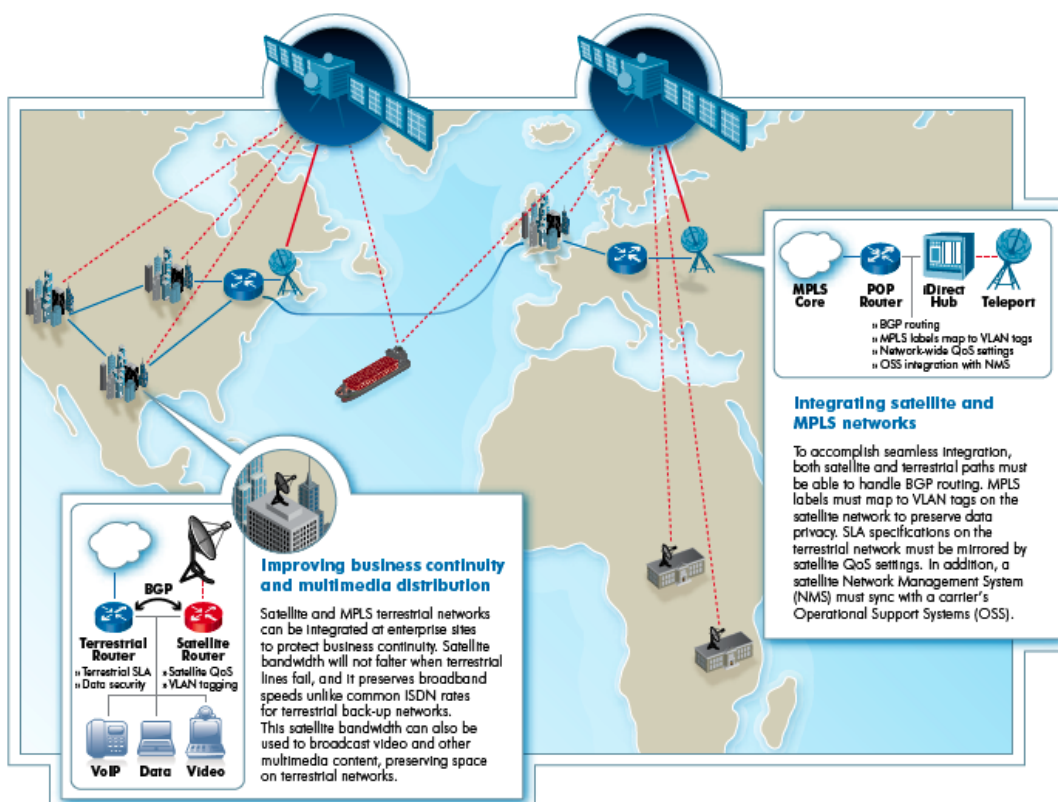 MPLS Core
POP Router
iDirect Hub
Teleport
» BGP routing
» MPLS labels map to VLAN tags
» Network-wide QoS settings
» OSS integration with NMS
Integrating satellite and
MPLS networks
To accomplish seamless integration,
both satellite and terrestrial paths must
be able to handle BGP routing. MPLS
labels must map to VLAN tags on the
satellite network to preserve data
privacy. SLA specifications on the
terrestrial network must be mirrored by
satellite QoS settings. In addition, a
satellite Network Management System
(NMS) must sync with a carrier's
Operational Support Systems (OSS).
BGP
Terrestrial Router
» Terrestrial SLA
» Data security
Satellite Router
» Satellite QoS
» VLAN tagging
VoIP
Data
Video
Improving business continuity
and multimedia distribution
Satellite and MPLS terrestrial networks
can be integrated at enterprise sites
to protect business continuity. Satellite
bandwidth will not falter when terrestrial
lines fail, and it preserves broadband
speeds unlike common ISDN rates
for terrestrial back-up networks.
This satellite bandwidth can also be
used to broadcast video and other
multimedia content, preserving space
on terrestrial networks.